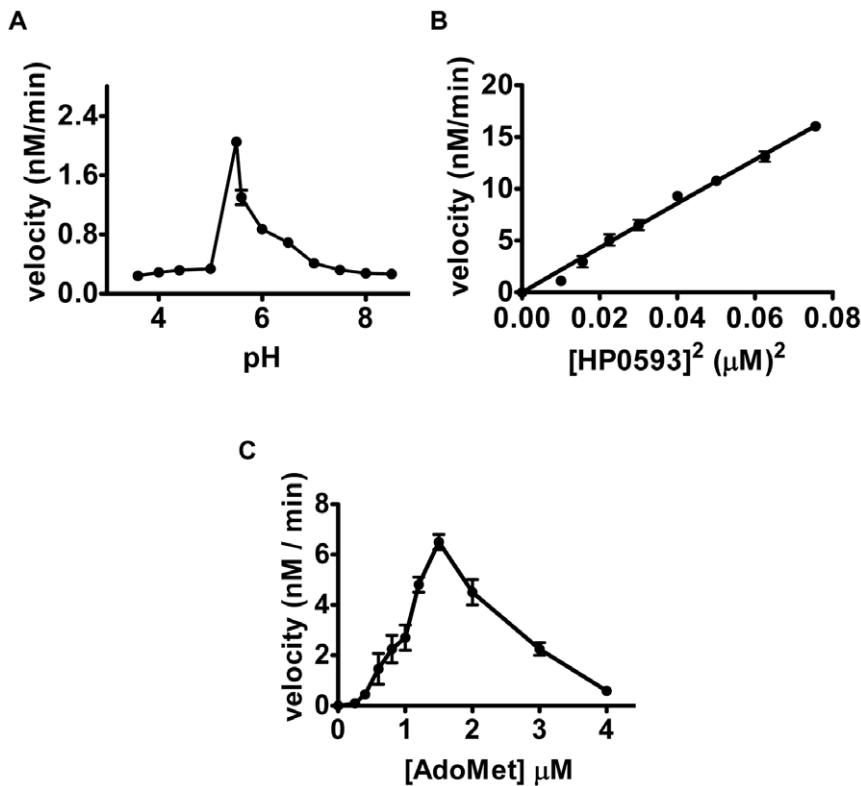 A
velocity (nM/min)
2.4
1.6
0.8
0.0
4 6 8
pH
B
velocity (nM/min)
20
15
10
5
0
0.00 0.02 0.04 0.06 0.08
[HP0593]² (μM)²
C
velocity (nM / min)
8
6
4
2
0
0 1 2 3 4
[AdoMet] μM